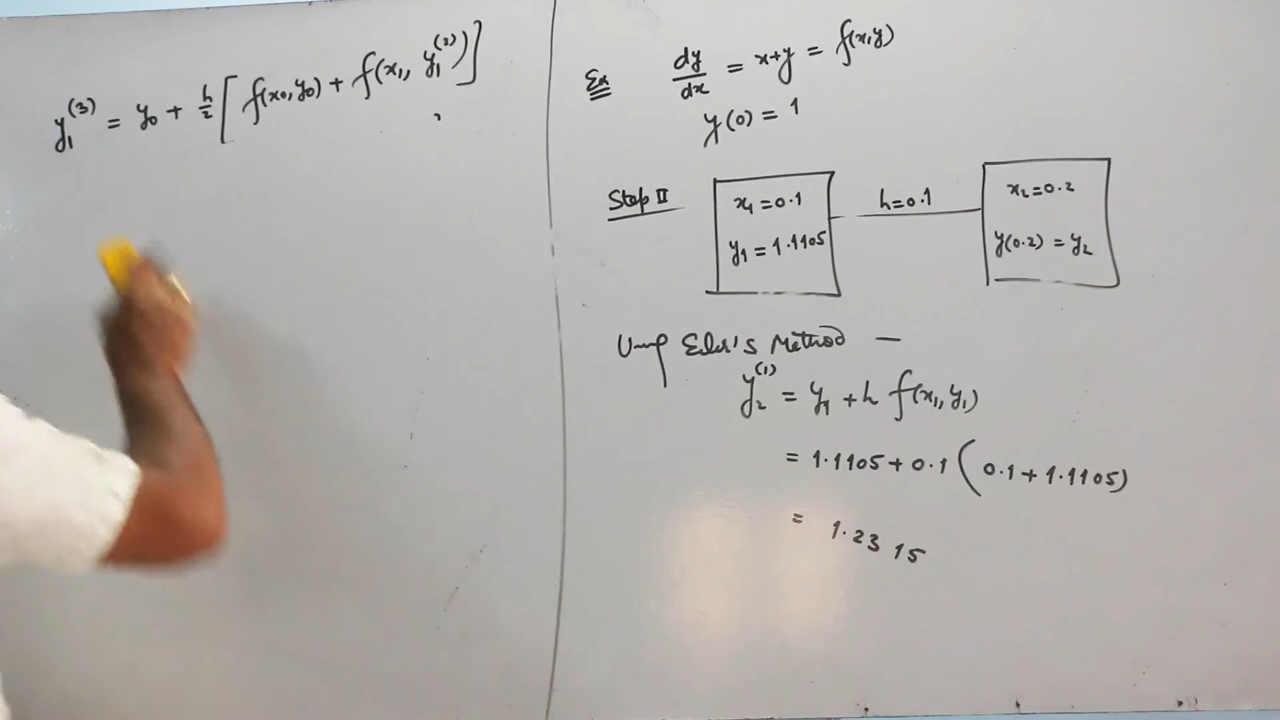 y₁⁽³⁾ = y₀ + h/2 [ f(x₀, y₀) + f(x₁, y₁⁽²⁾) ]
Ex dy/dx = x+y = f(x,y)
y(0) = 1
Step II
x₁ = 0.1
y₁ = 1.1105
h=0.1
x₂=0.2
y(0.2) = y₂
Using Euler's Method —
y₂⁽¹⁾ = y₁ + h f(x₁, y₁)
= 1.1105 + 0.1 ( 0.1 + 1.1105)
= 1.2315